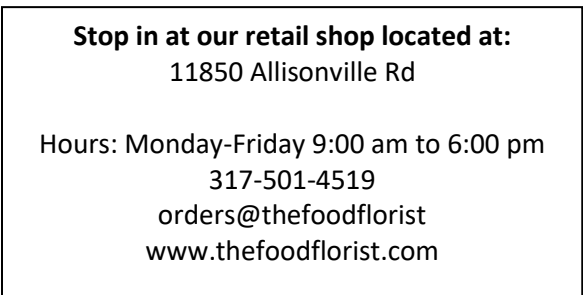 Stop in at our retail shop located at:
11850 Allisonville Rd
Hours: Monday-Friday 9:00 am to 6:00 pm
317-501-4519
orders@thefoodflorist
www.thefoodflorist.com